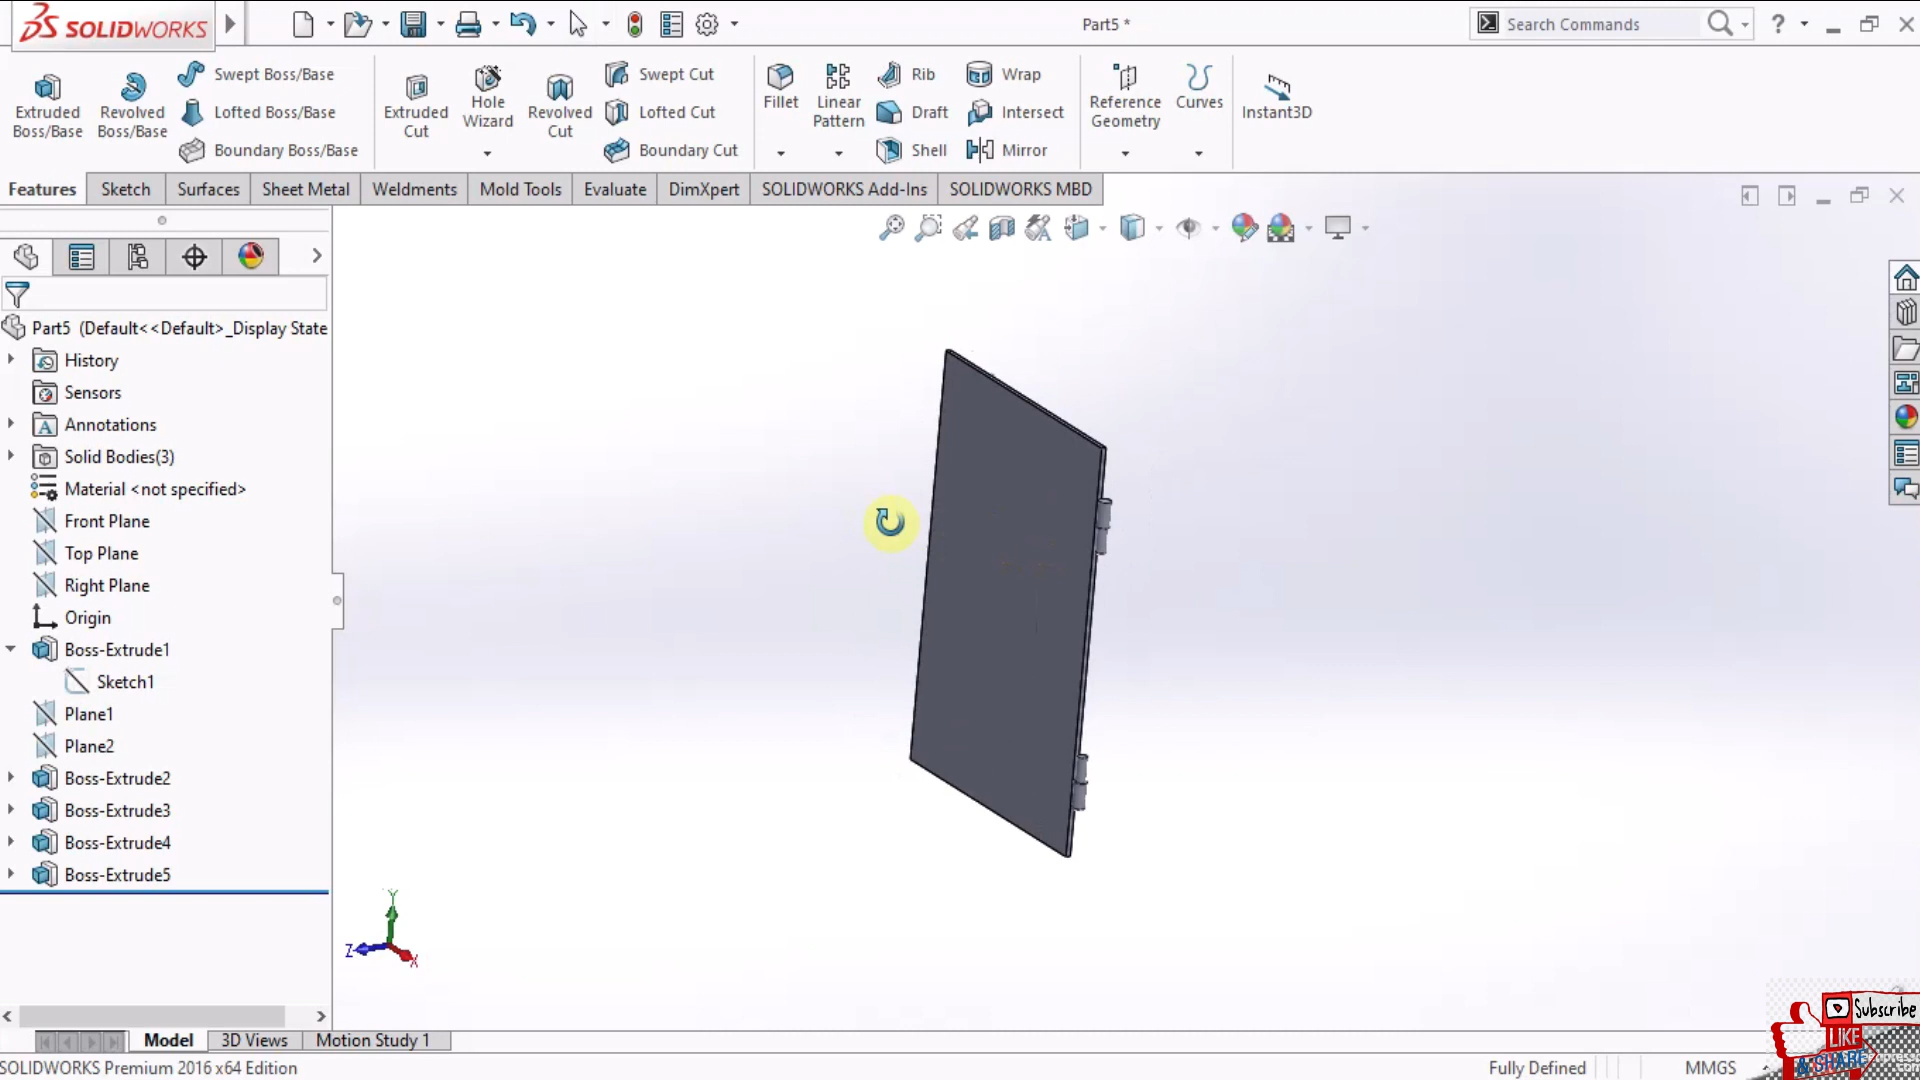 SOLIDWORKS
Part5 *
Search Commands
?
Extruded Boss/Base
Revolved Boss/Base
Swept Boss/Base
Lofted Boss/Base
Boundary Boss/Base
Extruded Cut
Hole Wizard
Revolved Cut
Swept Cut
Lofted Cut
Boundary Cut
Fillet
Linear Pattern
Rib
Draft
Shell
Wrap
Intersect
Mirror
Reference Geometry
Curves
Instant3D
Features
Sketch
Surfaces
Sheet Metal
Weldments
Mold Tools
Evaluate
DimXpert
SOLIDWORKS Add-Ins
SOLIDWORKS MBD
Part5 (Default<<Default>_Display State
History
Sensors
Annotations
Solid Bodies(3)
Material <not specified>
Front Plane
Top Plane
Right Plane
Origin
Boss-Extrude1
Sketch1
Plane1
Plane2
Boss-Extrude2
Boss-Extrude3
Boss-Extrude4
Boss-Extrude5
Y
Z
X
Model
3D Views
Motion Study 1
SOLIDWORKS Premium 2016 x64 Edition
Fully Defined
MMGS
Subscribe
LIKE
& SHARE